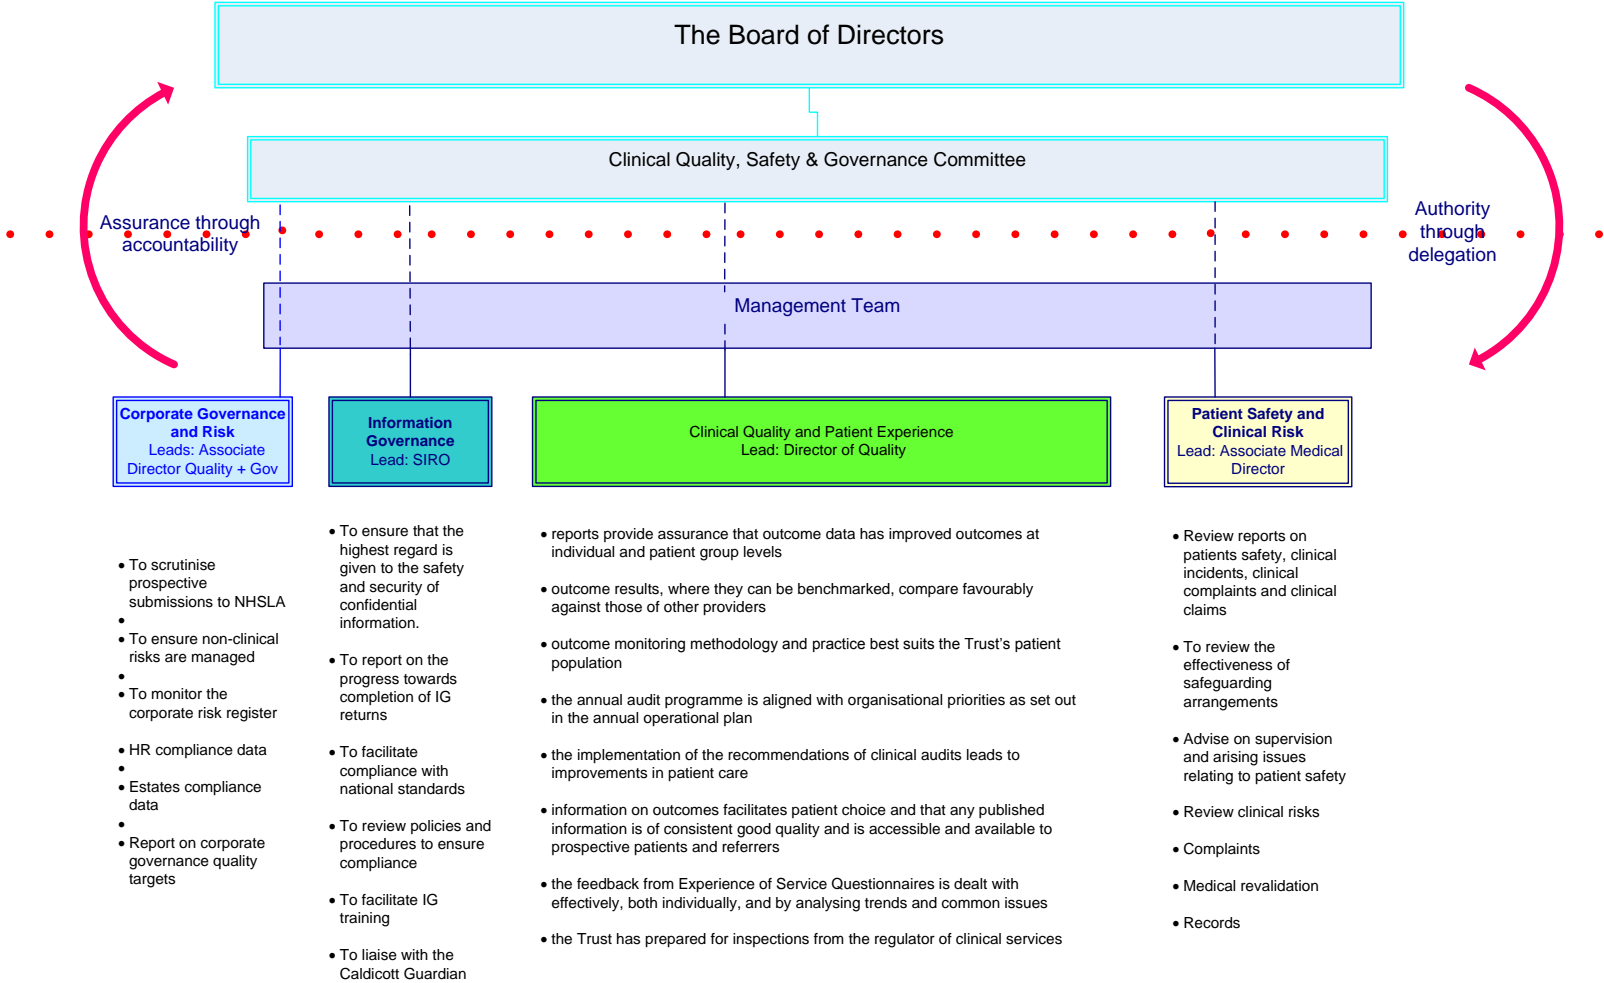 The Board of Directors
Clinical Quality, Safety & Governance Committee
Assurance through
accountability
Authority
through
delegation
Management Team
Corporate Governance
and Risk
Leads: Associate
Director Quality + Gov
Information
Governance
Lead: SIRO
Clinical Quality and Patient Experience
Lead: Director of Quality
Patient Safety and
Clinical Risk
Lead: Associate Medical
Director
• To scrutinise
prospective
submissions to NHSLA
•
• To ensure non-clinical
risks are managed
•
• To monitor the
corporate risk register
• HR compliance data
•
• Estates compliance
data
•
• Report on corporate
governance quality
targets
• To ensure that the
highest regard is
given to the safety
and security of
confidential
information.
• To report on the
progress towards
completion of IG
returns
• To facilitate
compliance with
national standards
• To review policies and
procedures to ensure
compliance
• To facilitate IG
training
• To liaise with the
Caldicott Guardian
• reports provide assurance that outcome data has improved outcomes at
individual and patient group levels
• outcome results, where they can be benchmarked, compare favourably
against those of other providers
• outcome monitoring methodology and practice best suits the Trust’s patient
population
• the annual audit programme is aligned with organisational priorities as set out
in the annual operational plan
• the implementation of the recommendations of clinical audits leads to
improvements in patient care
• information on outcomes facilitates patient choice and that any published
information is of consistent good quality and is accessible and available to
prospective patients and referrers
• the feedback from Experience of Service Questionnaires is dealt with
effectively, both individually, and by analysing trends and common issues
• the Trust has prepared for inspections from the regulator of clinical services
• Review reports on
patients safety, clinical
incidents, clinical
complaints and clinical
claims
• To review the
effectiveness of
safeguarding
arrangements
• Advise on supervision
and arising issues
relating to patient safety
• Review clinical risks
• Complaints
• Medical revalidation
• Records